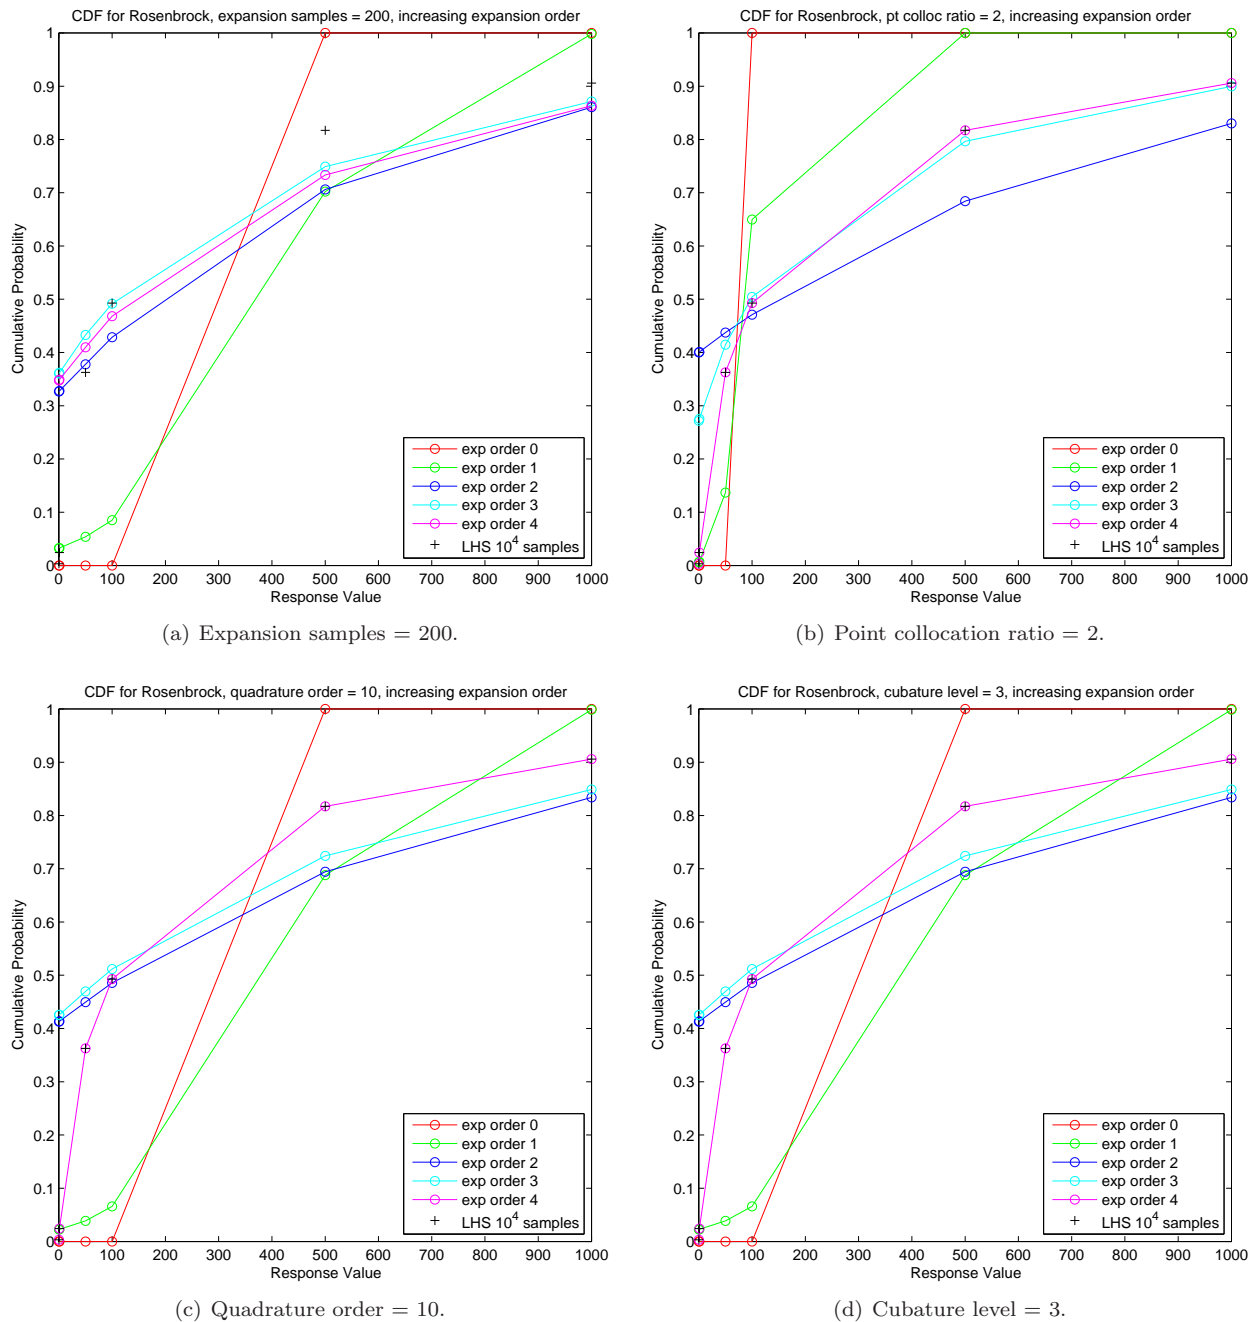 CDF for Rosenbrock, expansion samples = 200, increasing expansion order
1
0.9
0.8
0.7
0.6
0.5
0.4
0.3
0.2
0.1
0
Cumulative Probability
exp order 0
exp order 1
exp order 2
exp order 3
exp order 4
LHS 10^4 samples
0 100 200 300 400 500 600 700 800 900 1000
Response Value
(a) Expansion samples = 200.
CDF for Rosenbrock, pt colloc ratio = 2, increasing expansion order
1
0.9
0.8
0.7
0.6
0.5
0.4
0.3
0.2
0.1
0
Cumulative Probability
exp order 0
exp order 1
exp order 2
exp order 3
exp order 4
LHS 10^4 samples
0 100 200 300 400 500 600 700 800 900 1000
Response Value
(b) Point collocation ratio = 2.
CDF for Rosenbrock, quadrature order = 10, increasing expansion order
1
0.9
0.8
0.7
0.6
0.5
0.4
0.3
0.2
0.1
0
Cumulative Probability
exp order 0
exp order 1
exp order 2
exp order 3
exp order 4
LHS 10^4 samples
0 100 200 300 400 500 600 700 800 900 1000
Response Value
(c) Quadrature order = 10.
CDF for Rosenbrock, cubature level = 3, increasing expansion order
1
0.9
0.8
0.7
0.6
0.5
0.4
0.3
0.2
0.1
0
Cumulative Probability
exp order 0
exp order 1
exp order 2
exp order 3
exp order 4
LHS 10^4 samples
0 100 200 300 400 500 600 700 800 900 1000
Response Value
(d) Cubature level = 3.